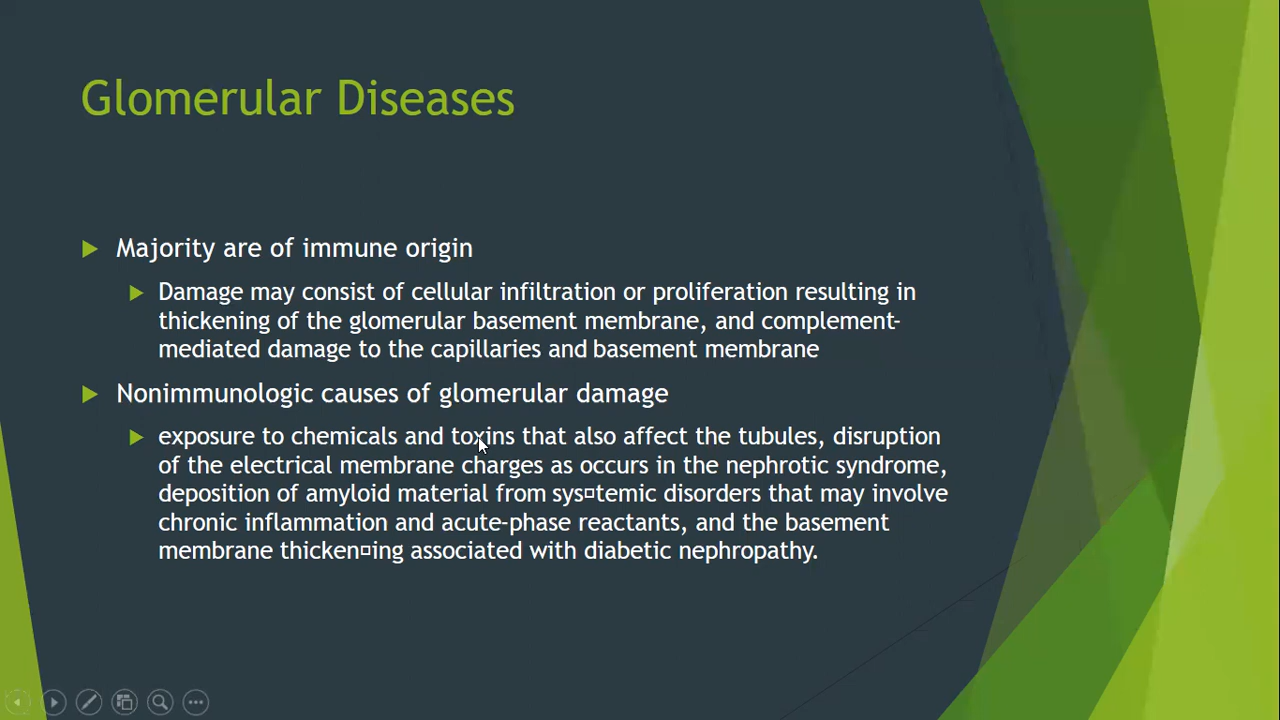 Glomerular Diseases
Majority are of immune origin
Damage may consist of cellular infiltration or proliferation resulting in
thickening of the glomerular basement membrane, and complement-
mediated damage to the capillaries and basement membrane
Nonimmunologic causes of glomerular damage
exposure to chemicals and toxins that also affect the tubules, disruption
of the electrical membrane charges as occurs in the nephrotic syndrome,
deposition of amyloid material from sys¤temic disorders that may involve
chronic inflammation and acute-phase reactants, and the basement
membrane thicken¤ing associated with diabetic nephropathy.